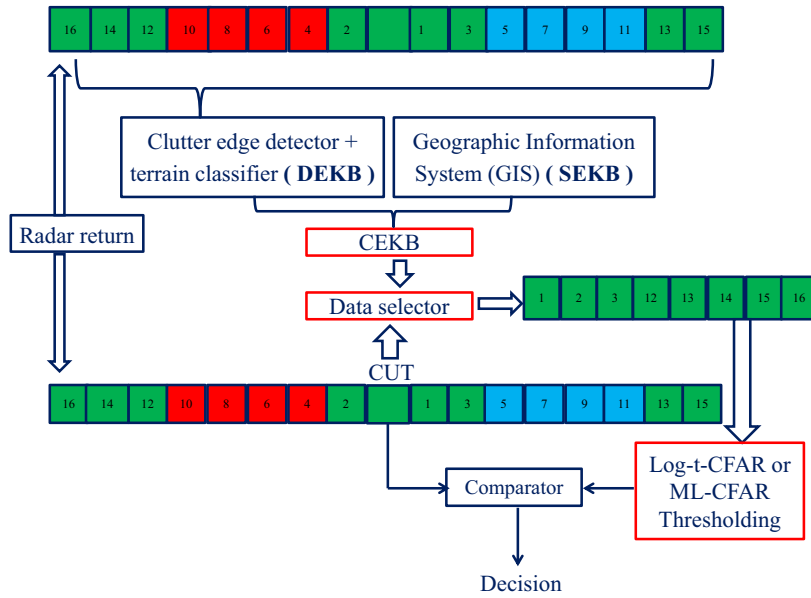 16 14 12 10 8 6 4 2 1 3 5 7 9 11 13 15
Clutter edge detector +
terrain classifier ( DEKB )
Geographic Information
System (GIS) ( SEKB )
Radar return
CEKB
Data selector
1 2 3 12 13 14 15 16
CUT
16 14 12 10 8 6 4 2 1 3 5 7 9 11 13 15
Log-t-CFAR or
ML-CFAR
Thresholding
Comparator
Decision